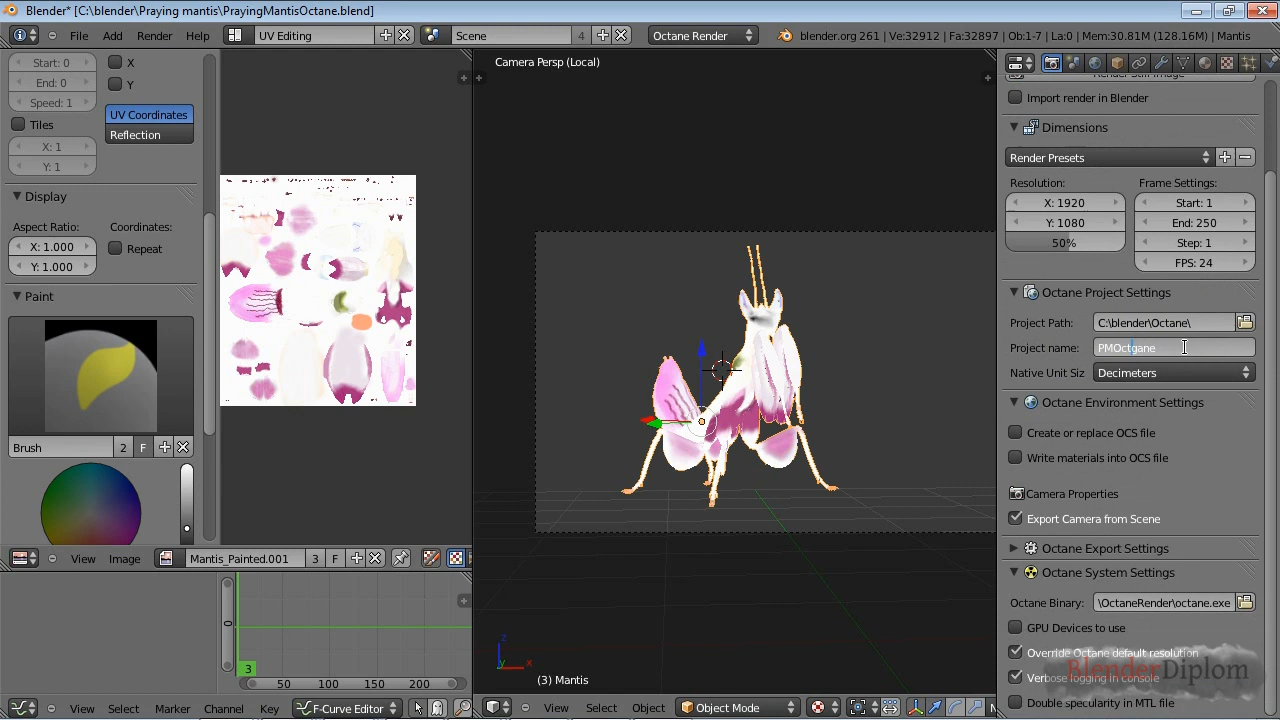 Blender* [C:\blender\Praying mantis\PrayingMantisOctane.blend]
File Add Render Help UV Editing Scene 4 Octane Render blender.org 261 | Ve:32912 | Fa:32897 | Ob:1-7 | La:0 | Mem:30.81M (128.16M) | Mantis
Start: 0
End: 0
Speed: 1
X
Y
UV Coordinates
Reflection
Tiles
X: 1
Y: 1
Display
Aspect Ratio:
Coordinates:
X: 1.000
Y: 1.000
Repeat
Paint
Brush 2 F
View Image Mantis_Painted.001 3 F
0
3
50 100 150 200
View Select Marker Channel Key F-Curve Editor
Camera Persp (Local)
z
y
x
(3) Mantis
View Select Object Object Mode
Render Still Image
Import render in Blender
Dimensions
Render Presets
Resolution:
Frame Settings:
X: 1920
Y: 1080
50%
Start: 1
End: 250
Step: 1
FPS: 24
Octane Project Settings
Project Path: C:\blender\Octane\
Project name: PMOctgane
Native Unit Siz Decimeters
Octane Environment Settings
Create or replace OCS file
Write materials into OCS file
Camera Properties
Export Camera from Scene
Octane Export Settings
Octane System Settings
Octane Binary: \OctaneRender\octane.exe
GPU Devices to use
Override Octane default resolution
Verbose logging in console
Dump specularity in MTL file
BlenderDiplom